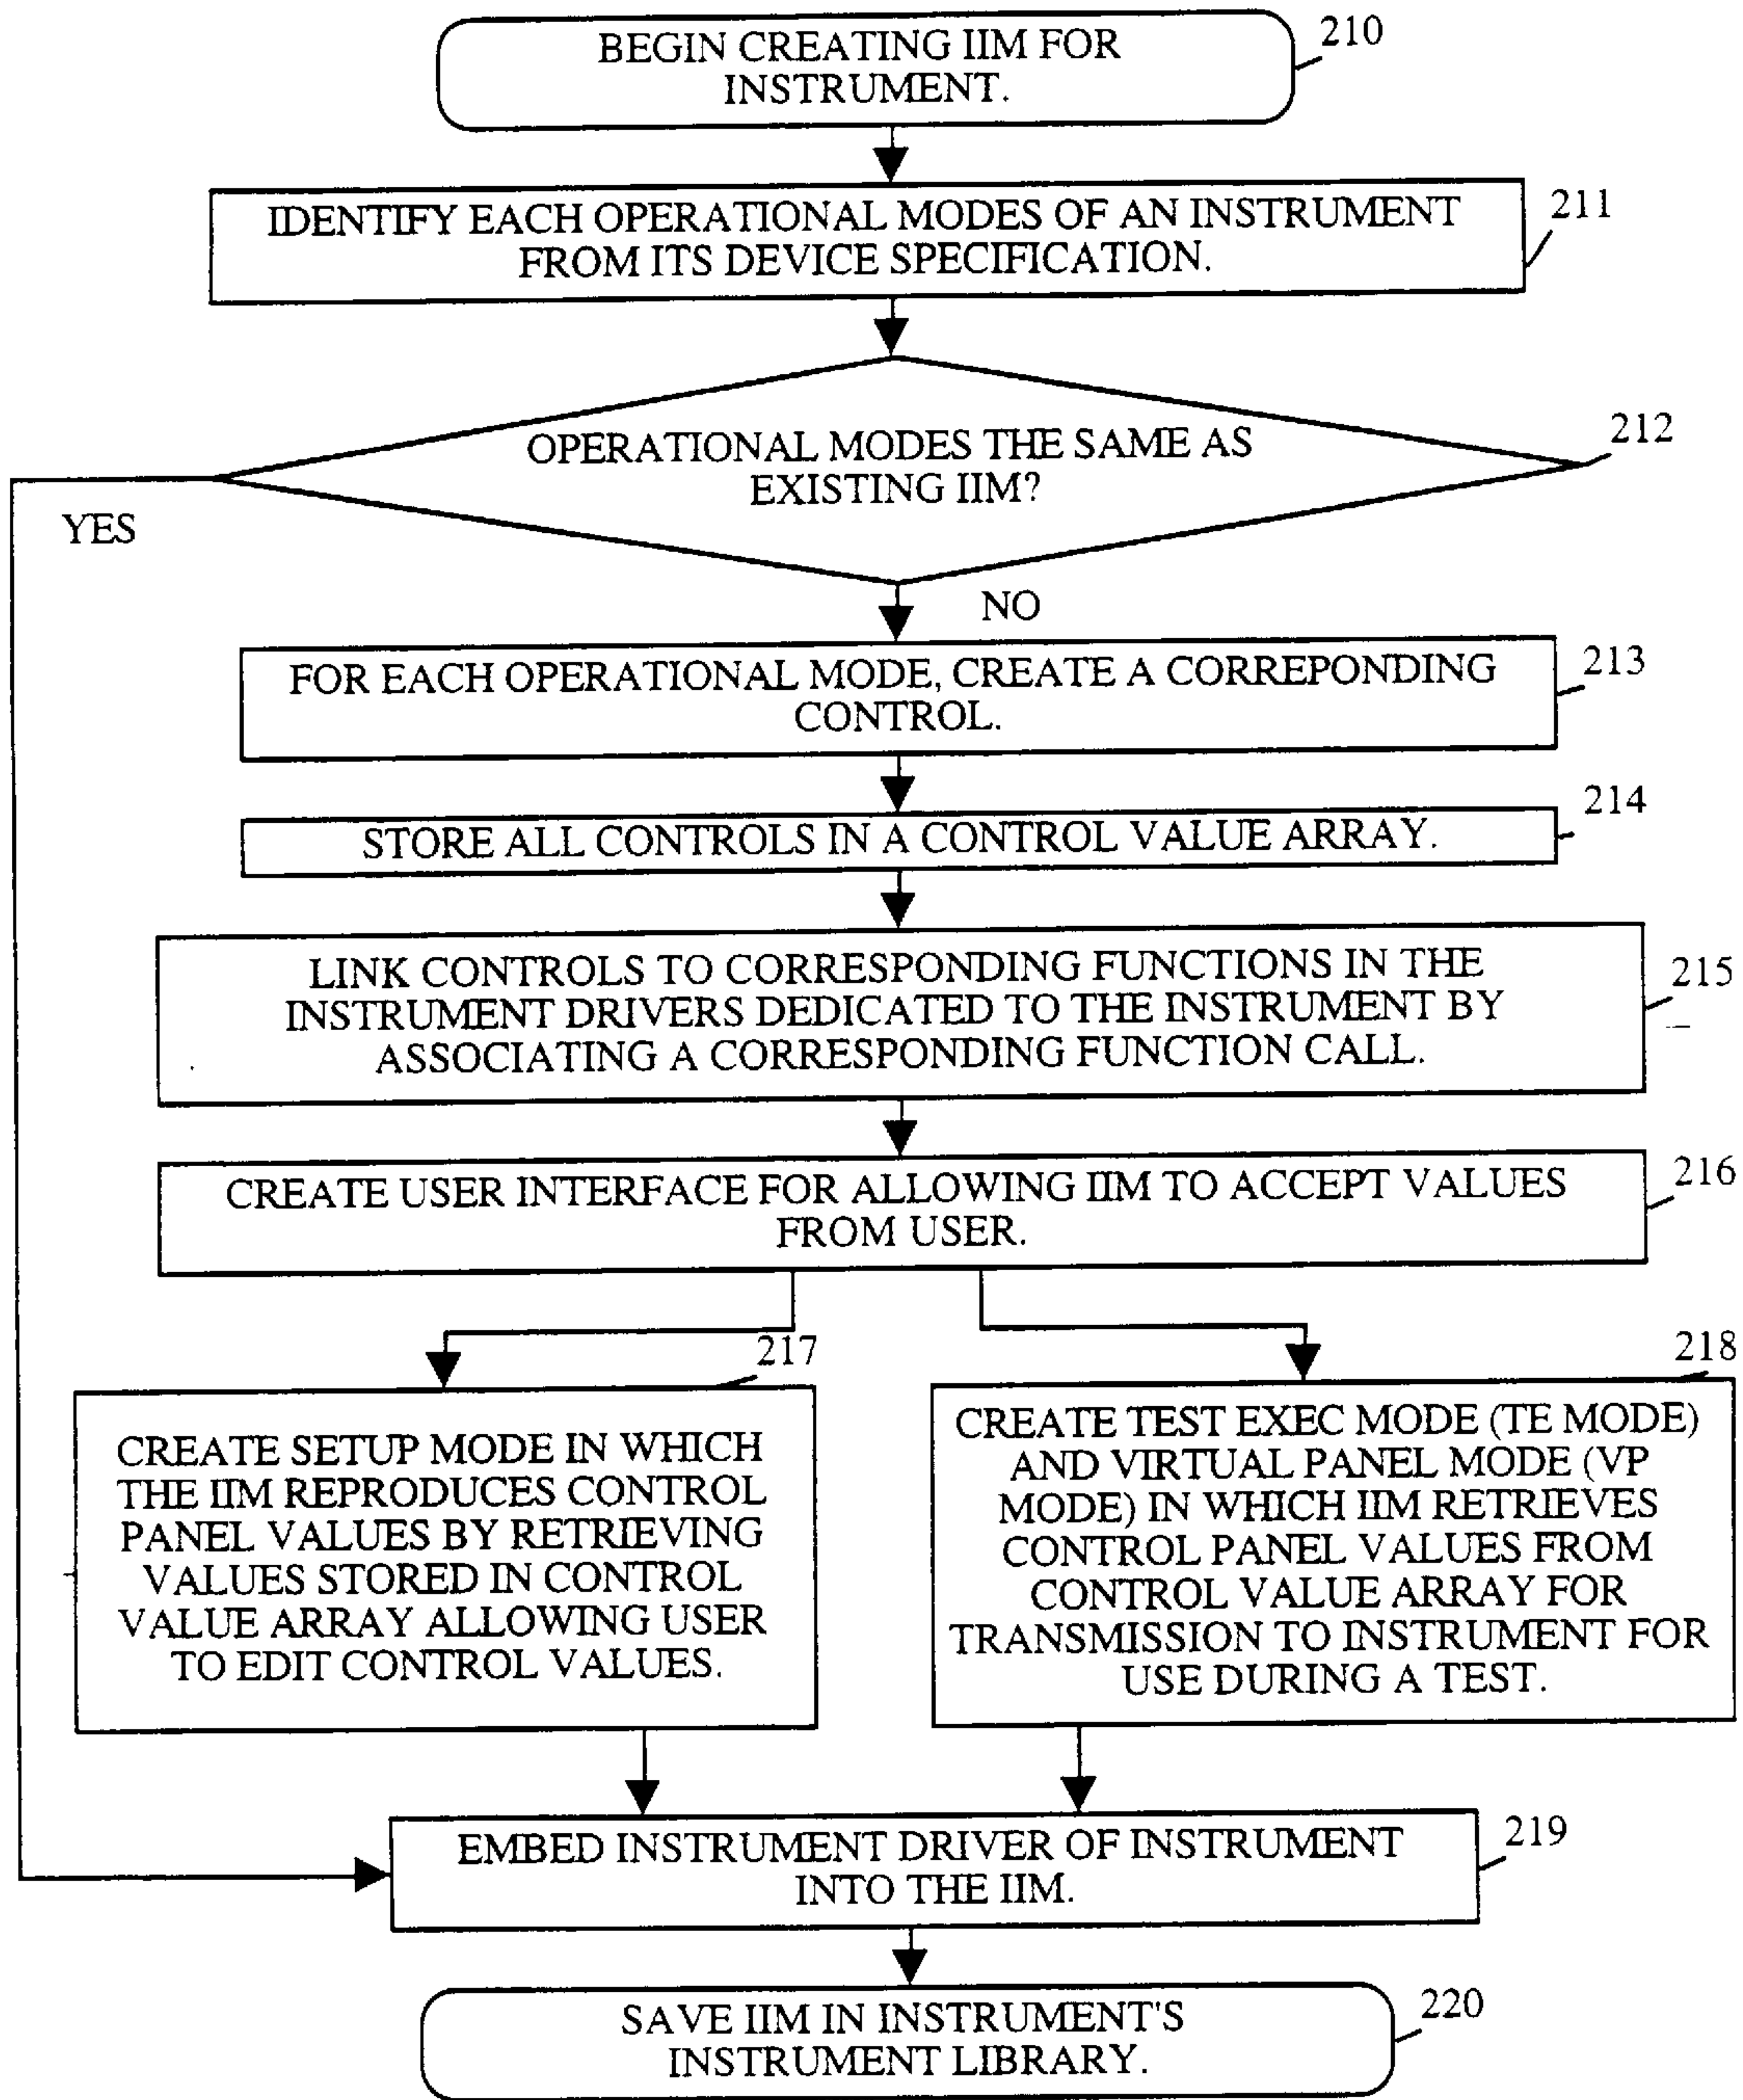 BEGIN CREATING IIM FOR
INSTRUMENT.
210
IDENTIFY EACH OPERATIONAL MODES OF AN INSTRUMENT
FROM ITS DEVICE SPECIFICATION.
211
OPERATIONAL MODES THE SAME AS
EXISTING IIM?
212
YES
NO
FOR EACH OPERATIONAL MODE, CREATE A CORREPONDING
CONTROL.
213
STORE ALL CONTROLS IN A CONTROL VALUE ARRAY.
214
LINK CONTROLS TO CORRESPONDING FUNCTIONS IN THE
INSTRUMENT DRIVERS DEDICATED TO THE INSTRUMENT BY
ASSOCIATING A CORRESPONDING FUNCTION CALL.
215
CREATE USER INTERFACE FOR ALLOWING IIM TO ACCEPT VALUES
FROM USER.
216
217
CREATE SETUP MODE IN WHICH
THE IIM REPRODUCES CONTROL
PANEL VALUES BY RETRIEVING
VALUES STORED IN CONTROL
VALUE ARRAY ALLOWING USER
TO EDIT CONTROL VALUES.
218
CREATE TEST EXEC MODE (TE MODE)
AND VIRTUAL PANEL MODE (VP
MODE) IN WHICH IIM RETRIEVES
CONTROL PANEL VALUES FROM
CONTROL VALUE ARRAY FOR
TRANSMISSION TO INSTRUMENT FOR
USE DURING A TEST.
EMBED INSTRUMENT DRIVER OF INSTRUMENT
INTO THE IIM.
219
SAVE IIM IN INSTRUMENT'S
INSTRUMENT LIBRARY.
220